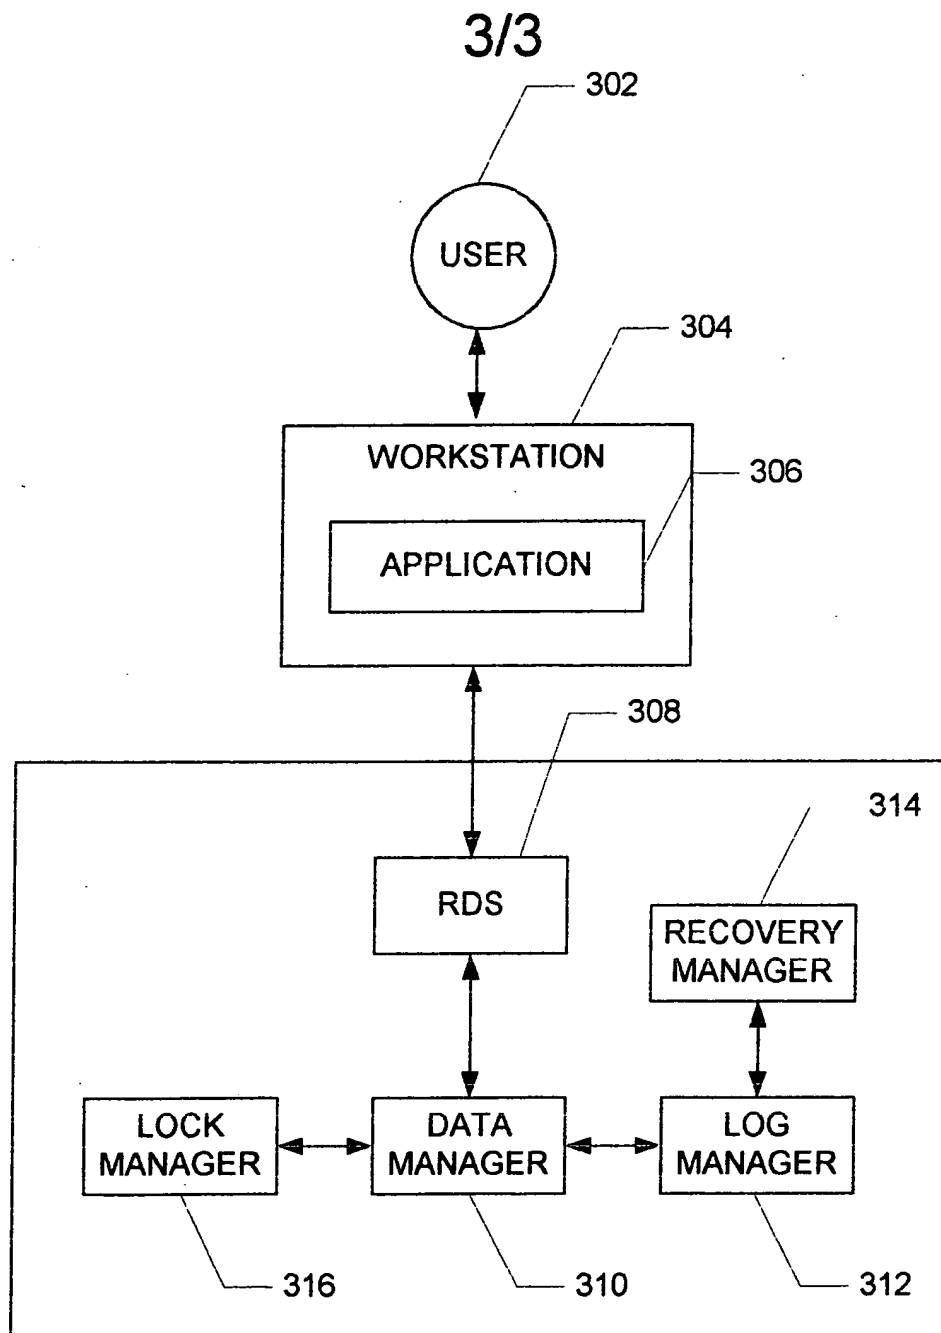 3/3
302
USER
304
WORKSTATION
306
APPLICATION
308
314
RDS
RECOVERY
MANAGER
LOCK
MANAGER
DATA
MANAGER
LOG
MANAGER
316
310
312